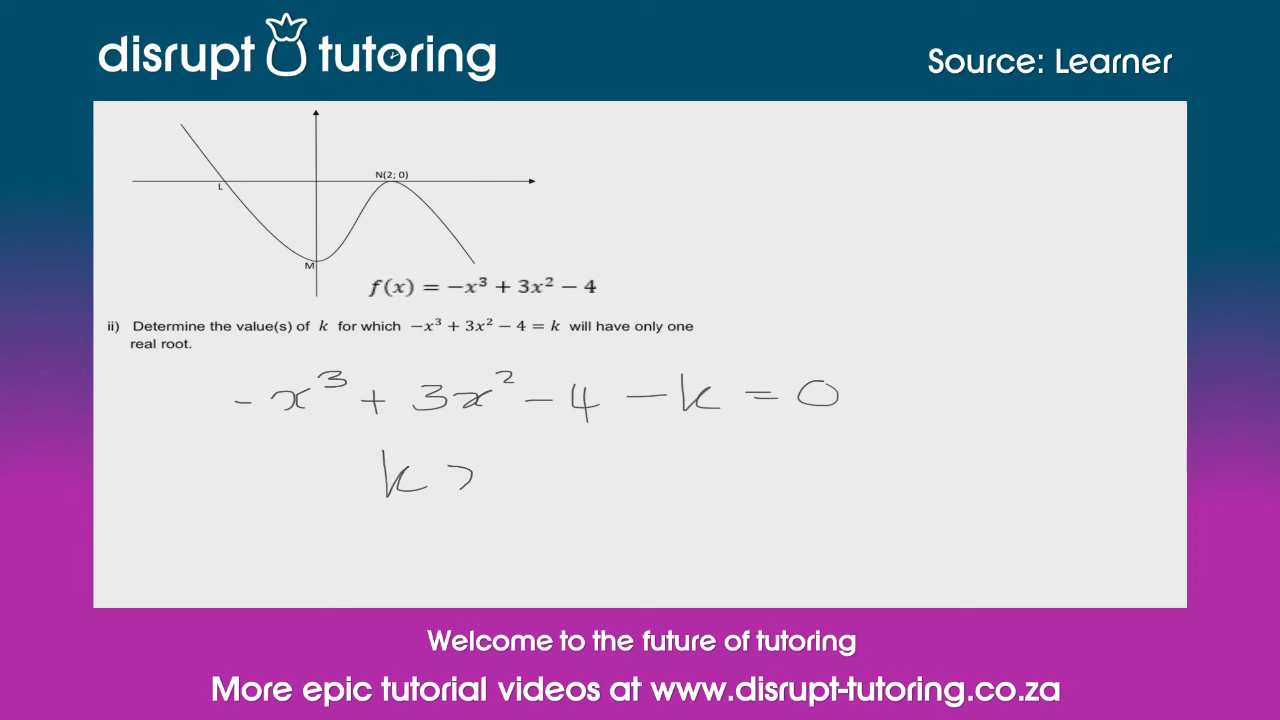 disrupt tutoring
Source: Learner
N(2; 0)
L
M
f(x) = −x³ + 3x² − 4
ii) Determine the value(s) of k for which −x³ + 3x² − 4 = k will have only one
real root.
- x³ + 3x² - 4 - k = 0
k >
Welcome to the future of tutoring
More epic tutorial videos at www.disrupt-tutoring.co.za